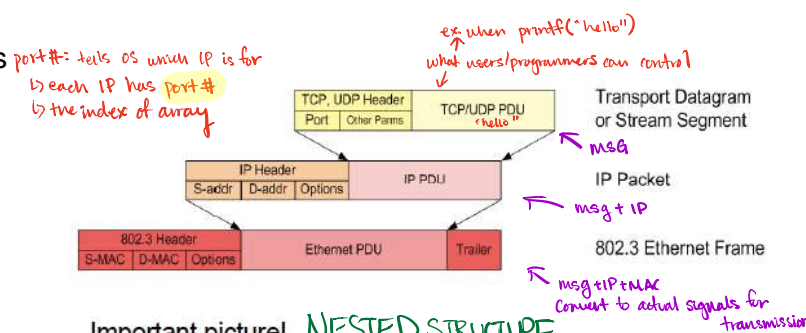 s port#: tells OS which IP is for
↳ each IP has port#
↳ the index of array
ex. when printf("hello")
what users/programmers can control
TCP, UDP Header
Port
Other Parms
TCP/UDP PDU
"hello"
Transport Datagram
or Stream Segment
MSG
IP Header
S-addr
D-addr
Options
IP PDU
IP Packet
msg + IP
802.3 Header
S-MAC
D-MAC
Options
Ethernet PDU
Trailer
802.3 Ethernet Frame
msg+IP+MAC
Convert to actual signals for
transmission
Important picture! NESTED STRUCTURE